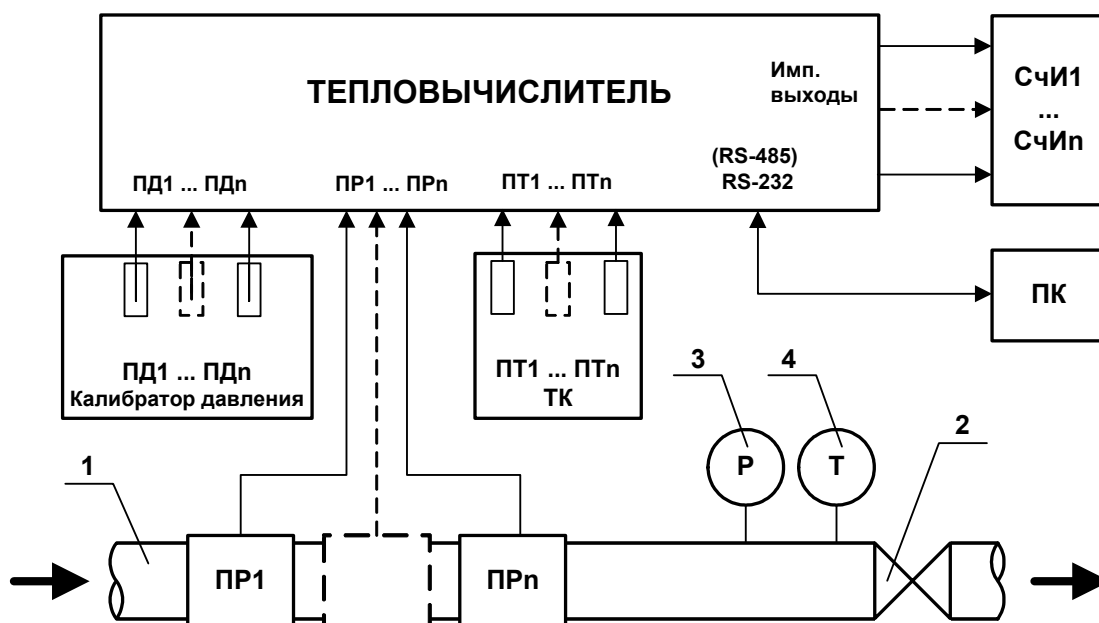 ТЕПЛОВЫЧИСЛИТЕЛЬ
Имп.
выходы
СчИ1
...
СчИn
(RS-485)
RS-232
ПД1 ... ПДn
ПР1 ... ПРn
ПТ1 ... ПТn
ПК
ПД1 ... ПДn
Калибратор давления
ПТ1 ... ПТn
ТК
3
4
2
1
P
T
ПР1
ПРn